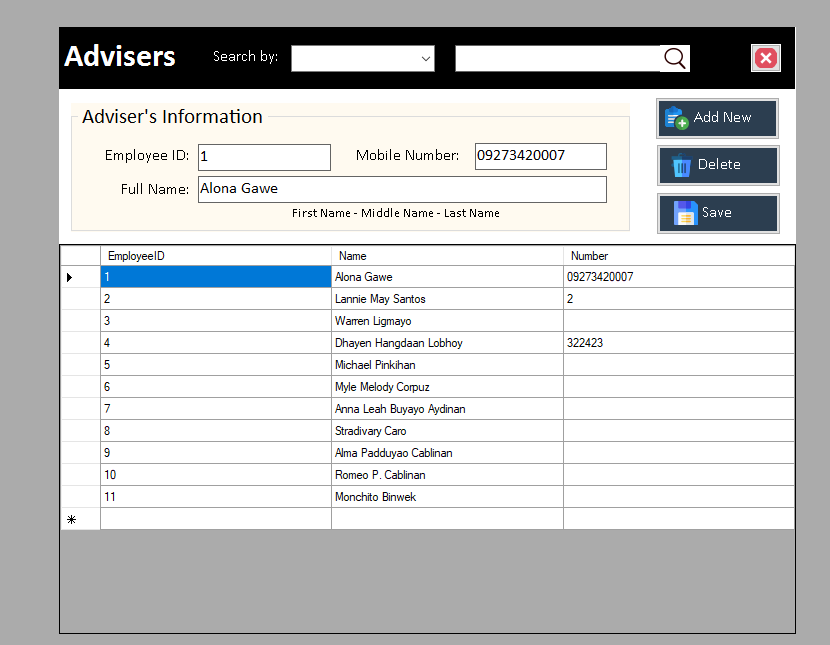 Advisers Search by:
Adviser's Information
Add New
Employee ID: 1 Mobile Number: 09273420007
Delete
Full Name: Alona Gawe
First Name - Middle Name - Last Name
Save
EmployeeID Name Number
1 Alona Gawe 09273420007
2 Lannie May Santos 2
3 Warren Ligmayo
4 Dhayen Hangdaan Lobhoy 322423
5 Michael Pinkihan
6 Myle Melody Corpuz
7 Anna Leah Buyayo Aydinan
8 Stradivary Caro
9 Alma Padduyao Cablinan
10 Romeo P. Cablinan
11 Monchito Binwek